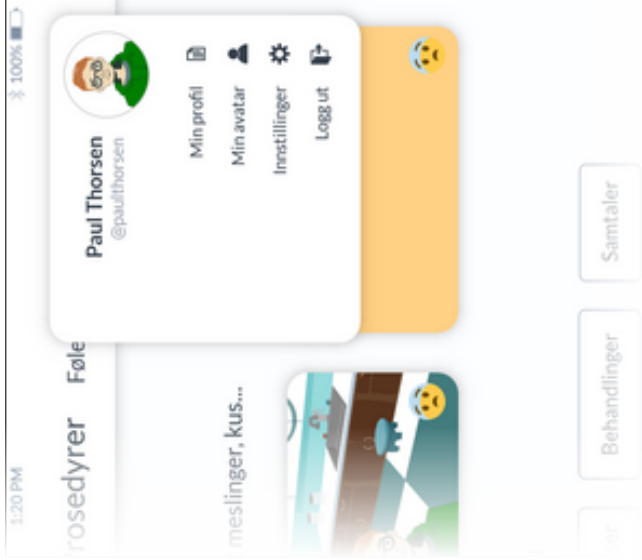 1:20 PM
100%
rosedyrer
Føle
Paul Thorsen
@paulthorsen
Min profil
Min avatar
Innstillinger
Logg ut
meslinger, kus...
er
Behandlinger
Samtaler